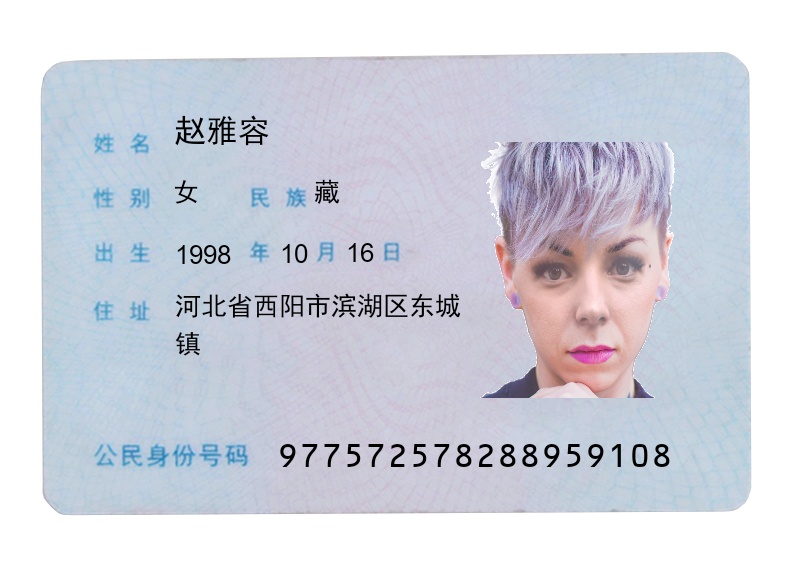 姓名 赵雅容
性别 女 民族 藏
出生 1998 年 10 月 16 日
住址 河北省西阳市滨湖区东城
镇
公民身份号码 977572578288959108